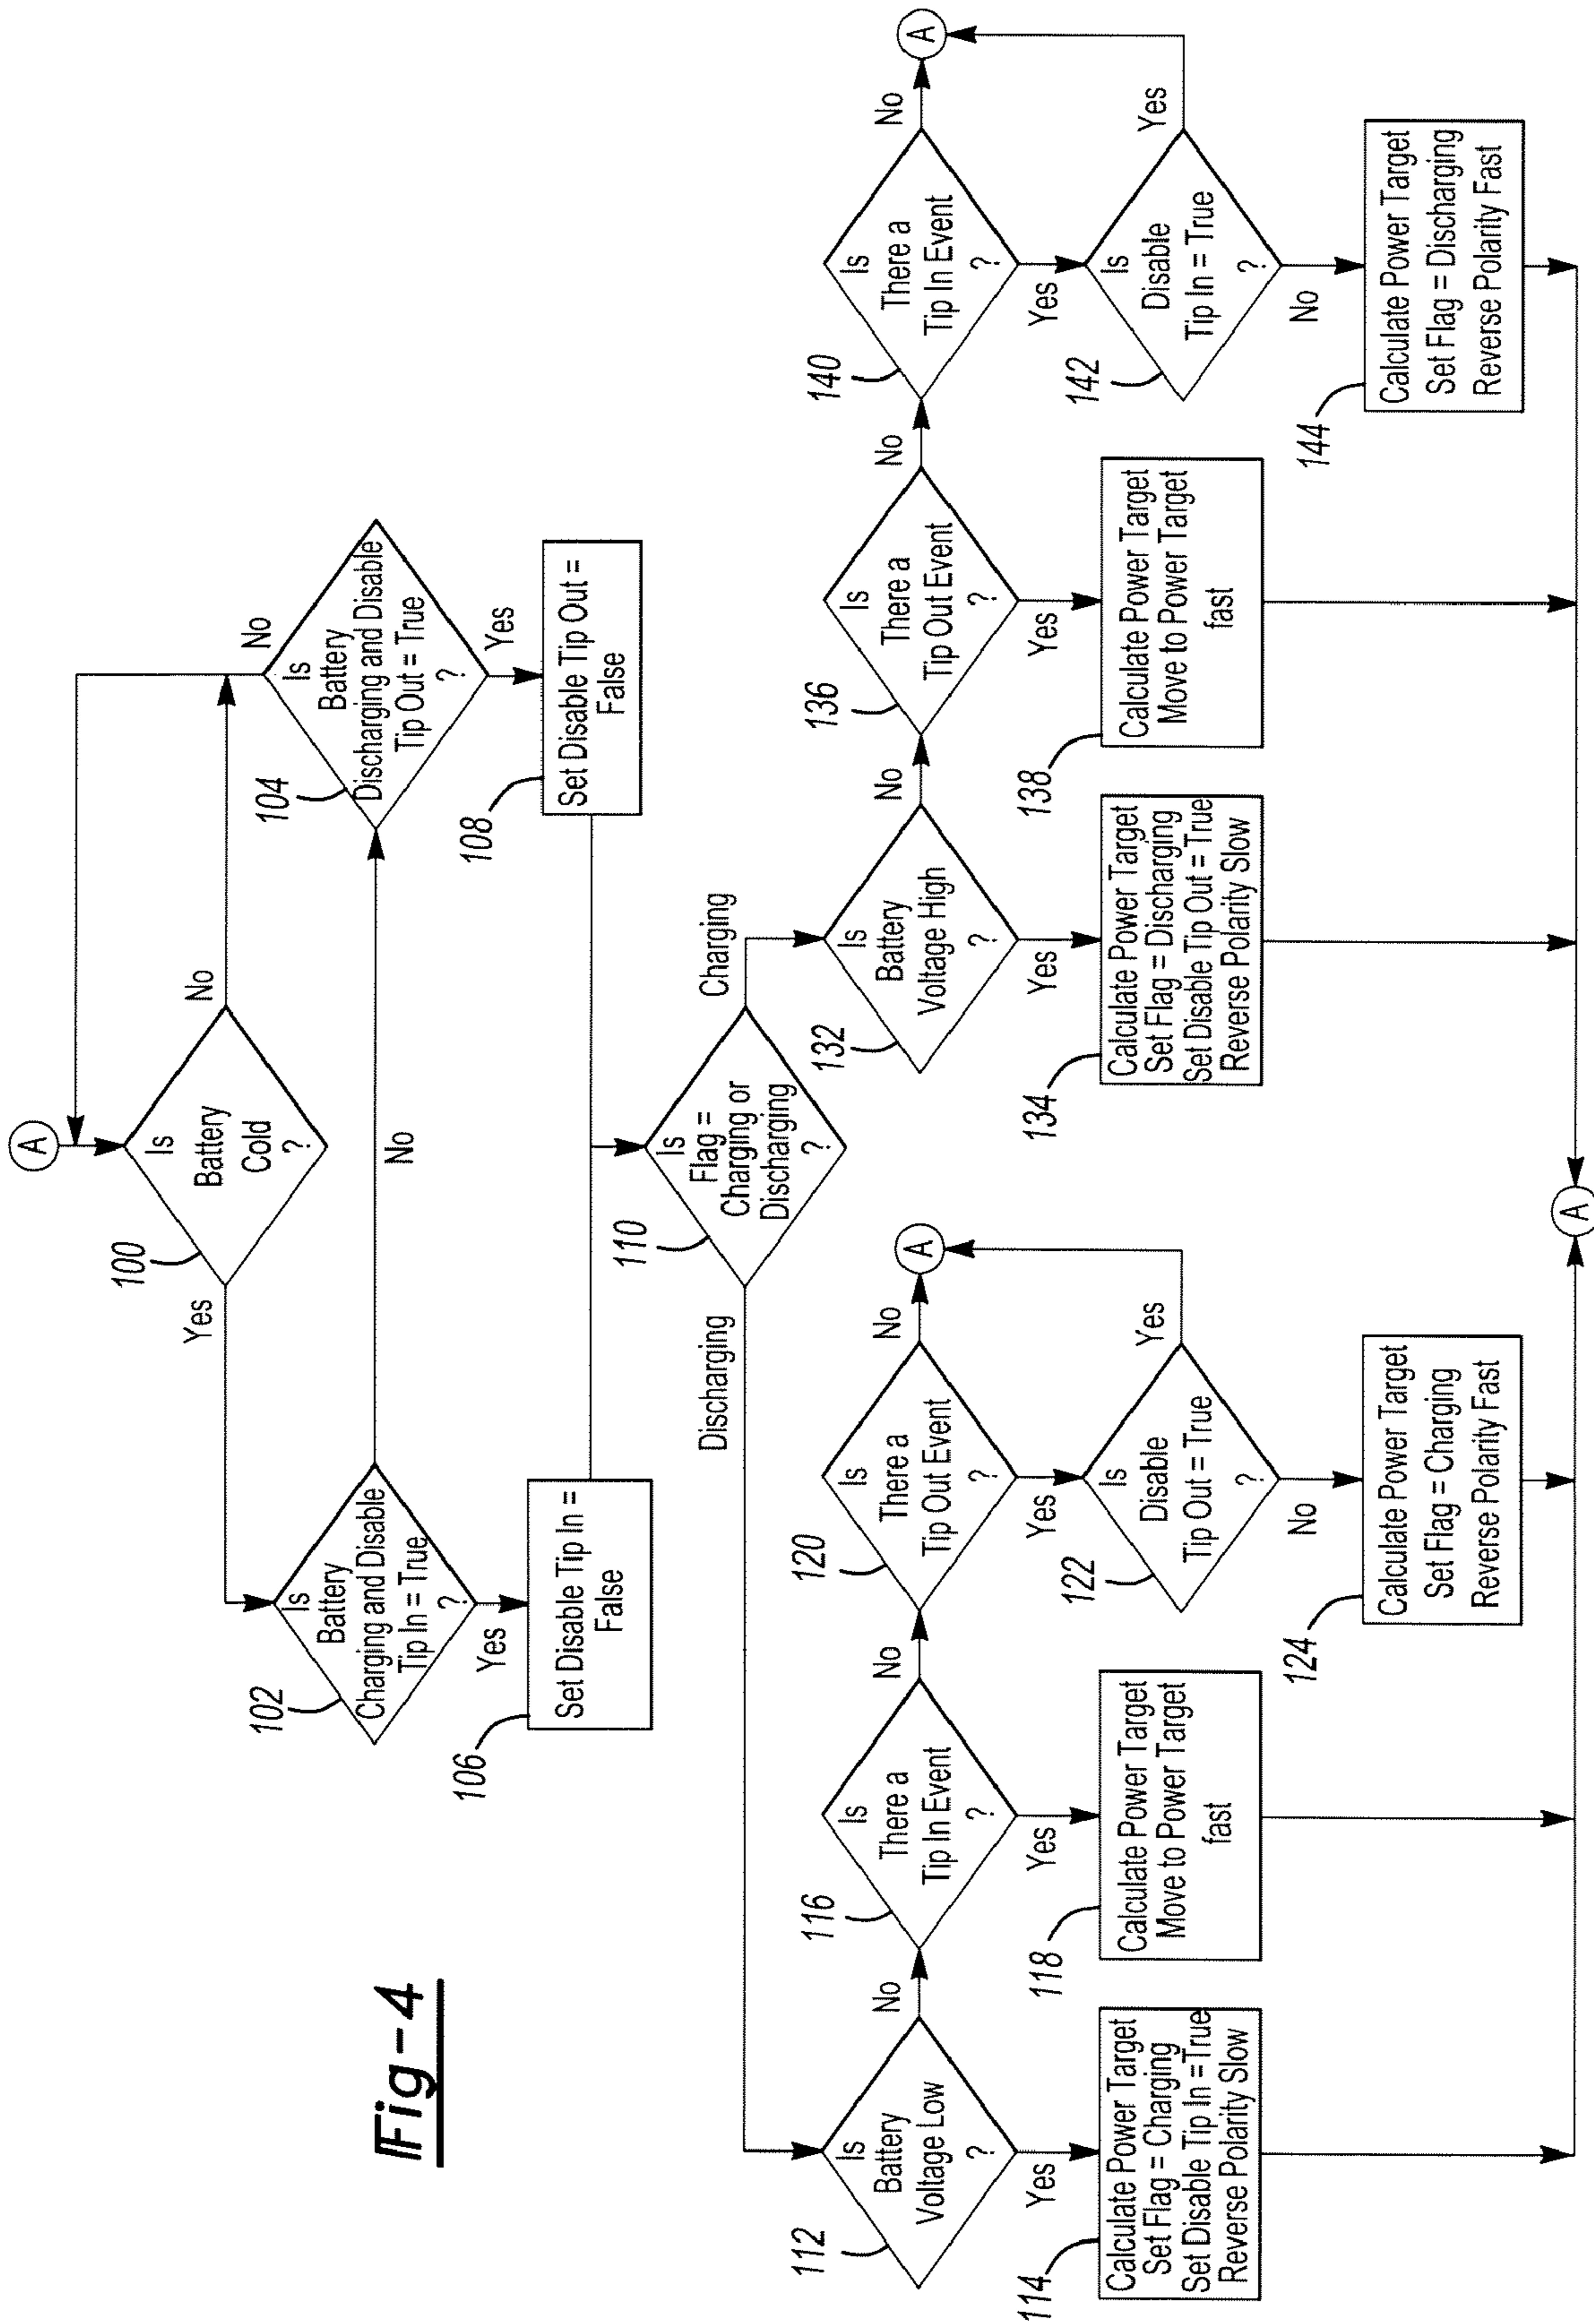 Fig-4
A
Is
Battery
Cold
?
100
Yes
No
Is
Battery
Charging and Disable
Tip In = True
?
102
No
Yes
Is
Battery
Discharging and Disable
Tip Out = True
?
104
No
Yes
Set Disable Tip In =
False
106
Set Disable Tip Out =
False
108
Is
Flag =
Charging or
Discharging
?
110
Discharging
Charging
Is
Battery
Voltage Low
?
112
No
Yes
Calculate Power Target
Set Flag = Charging
Set Disable Tip In =True
Reverse Polarity Slow
114
Is
There a
Tip In Event
?
116
No
Yes
Calculate Power Target
Move to Power Target
fast
118
Is
There a
Tip Out Event
?
120
No
A
Yes
Is
Disable
Tip Out = True
?
122
Yes
No
Calculate Power Target
Set Flag = Charging
Reverse Polarity Fast
124
Is
Battery
Voltage High
?
132
No
Yes
Calculate Power Target
Set Flag = Discharging
Set Disable Tip Out = True
Reverse Polarity Slow
134
Is
There a
Tip Out Event
?
136
No
Yes
Calculate Power Target
Move to Power Target
fast
138
Is
There a
Tip In Event
?
140
No
A
Yes
Is
Disable
Tip In = True
?
142
Yes
No
Calculate Power Target
Set Flag = Discharging
Reverse Polarity Fast
144
A